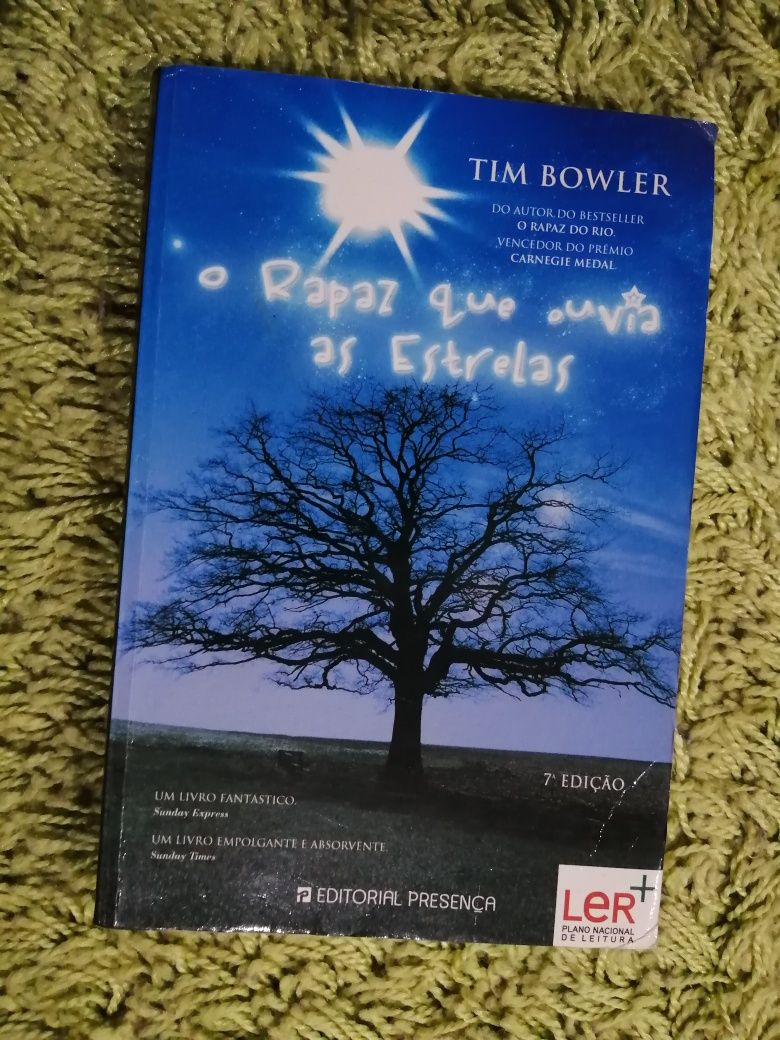 TIM BOWLER
DO AUTOR DO BESTSELLER
O RAPAZ DO RIO.
VENCEDOR DO PRÉMIO
CARNEGIE MEDAL.
O Rapaz que ouvia
as Estrelas
7ª EDIÇÃO
UM LIVRO FANTÁSTICO.
Sunday Express
UM LIVRO EMPOLGANTE E ABSORVENTE.
Sunday Times
EDITORIAL PRESENÇA
LeR+
PLANO NACIONAL
DE LEITURA